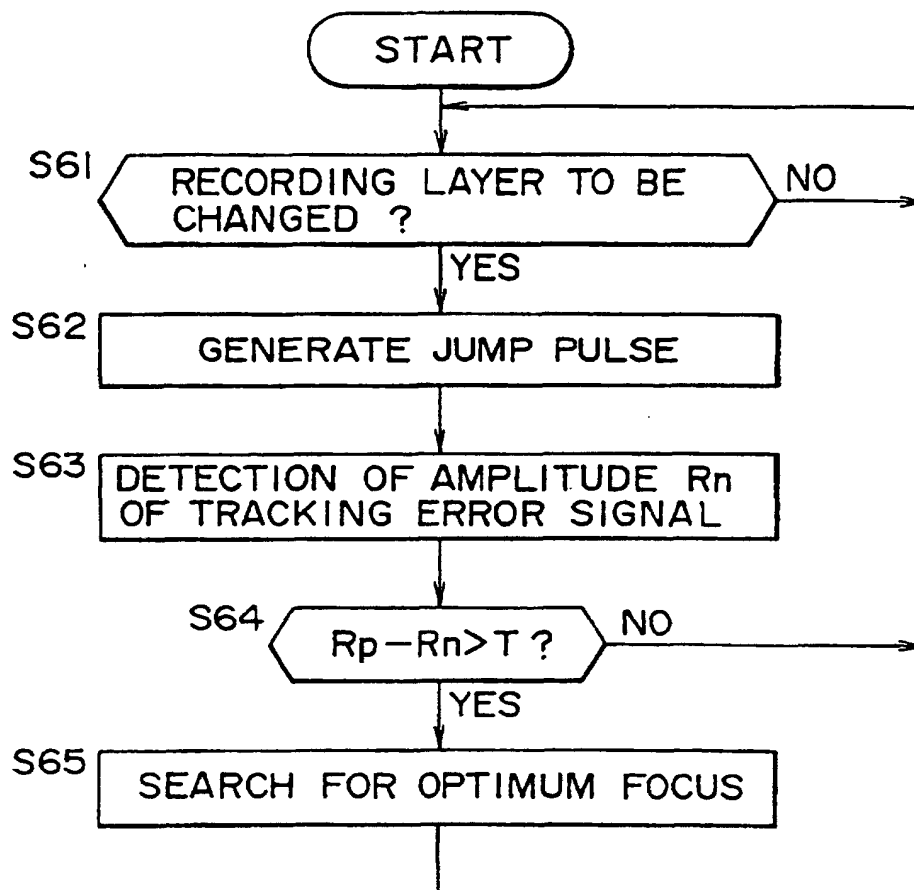 START
S61
RECORDING LAYER TO BE
CHANGED ?
NO
YES
S62
GENERATE JUMP PULSE
S63
DETECTION OF AMPLITUDE Rn
OF TRACKING ERROR SIGNAL
S64
Rp-Rn>T ?
NO
YES
S65
SEARCH FOR OPTIMUM FOCUS